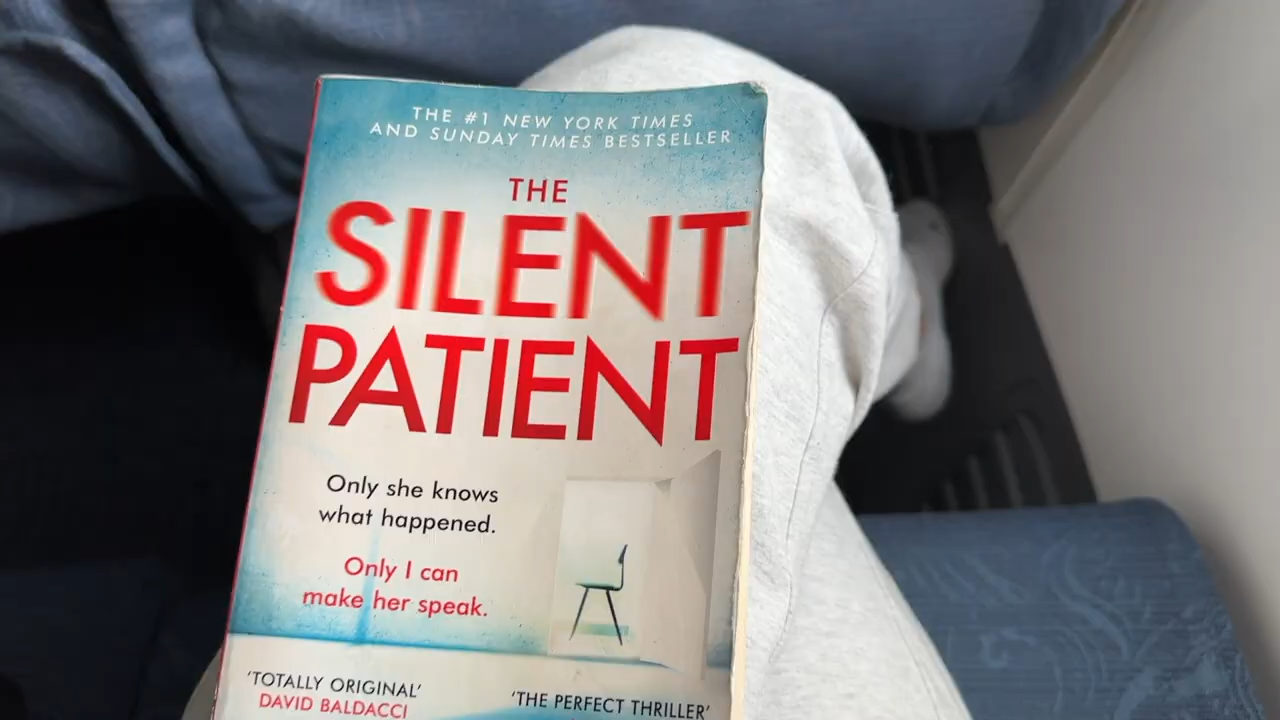 THE #1 NEW YORK TIMES
AND SUNDAY TIMES BESTSELLER
THE
SILENT
PATIENT
Only she knows
what happened.
Only I can
make her speak.
'TOTALLY ORIGINAL'
DAVID BALDACCI
'THE PERFECT THRILLER'